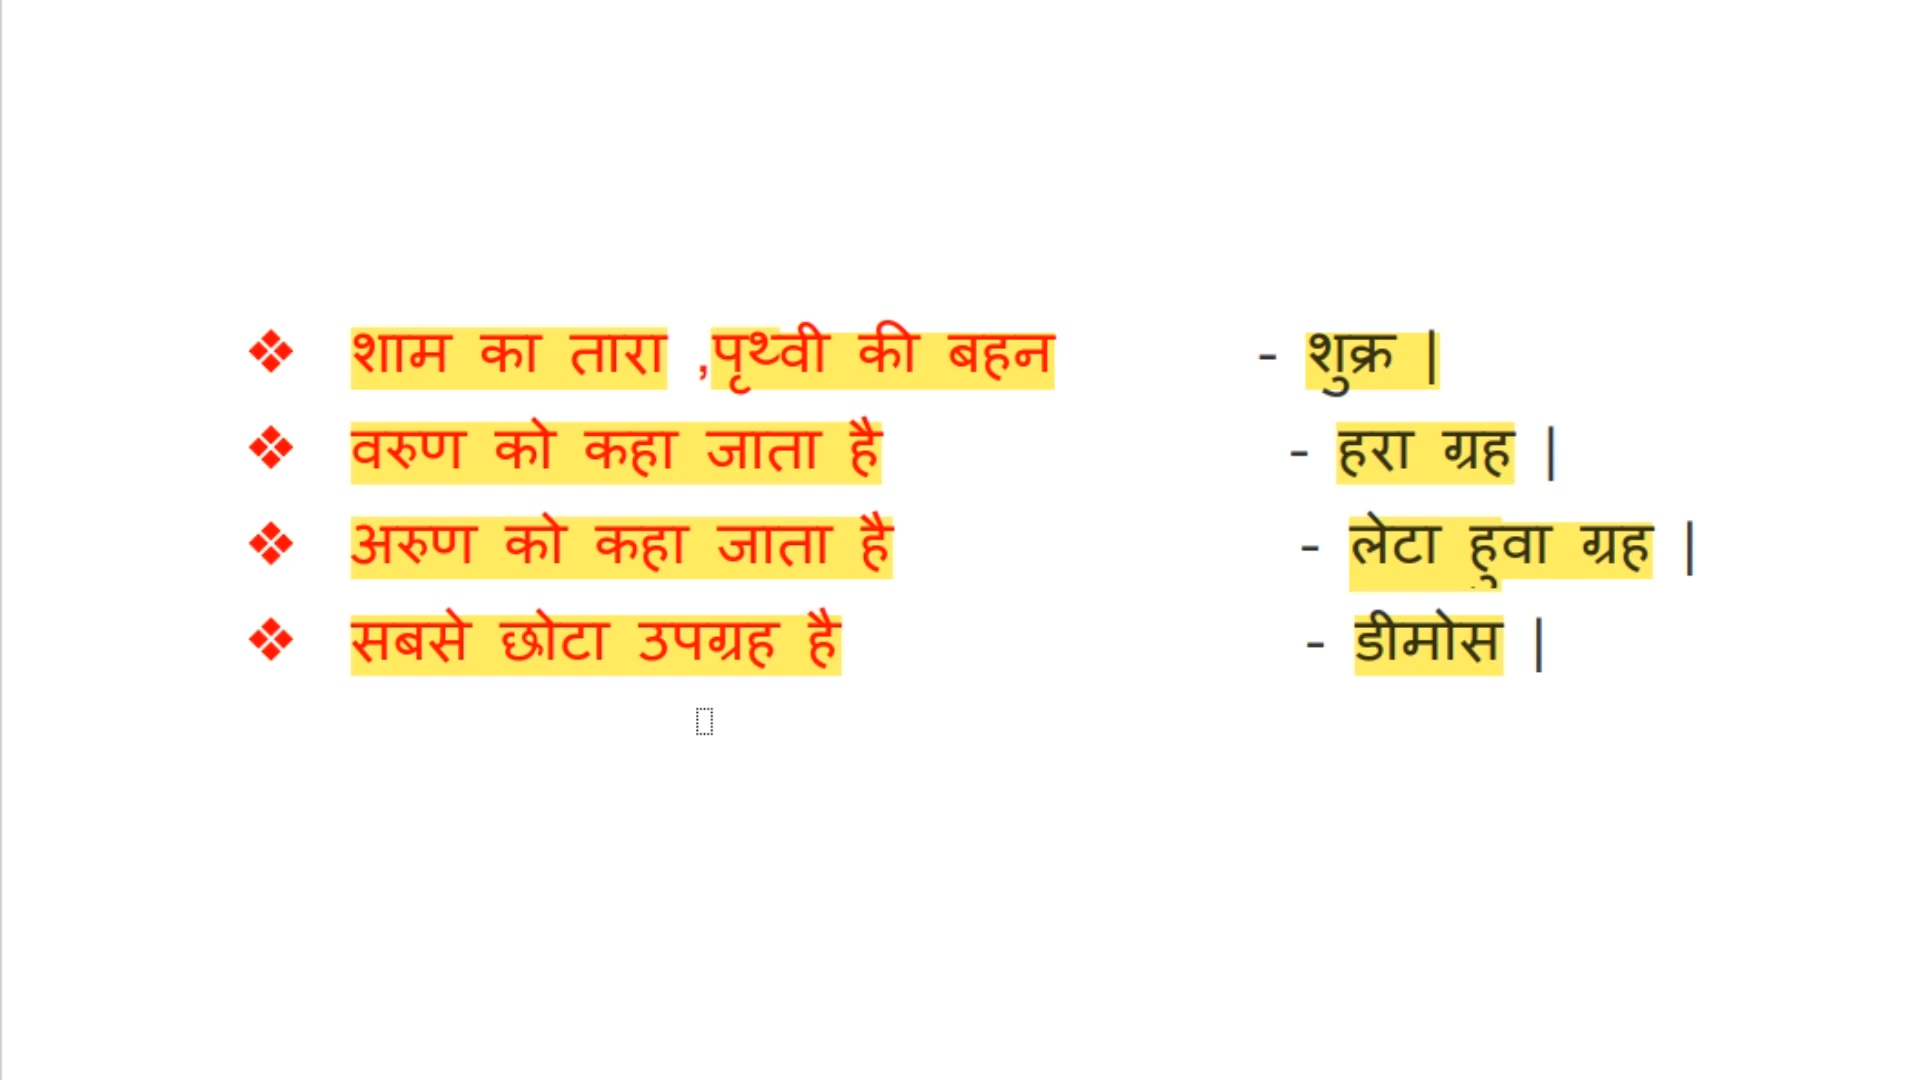 ❖ शाम का तारा ,पृथ्वी की बहन - शुक्र |
❖ वरुण को कहा जाता है - हरा ग्रह |
❖ अरुण को कहा जाता है - लेटा हुवा ग्रह |
❖ सबसे छोटा उपग्रह है - डीमोस |